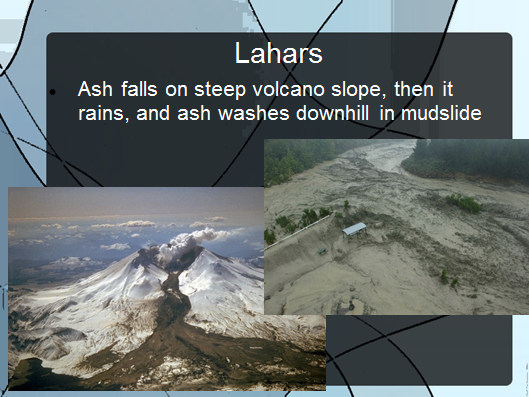 Lahars
• Ash falls on steep volcano slope, then it
rains, and ash washes downhill in mudslide